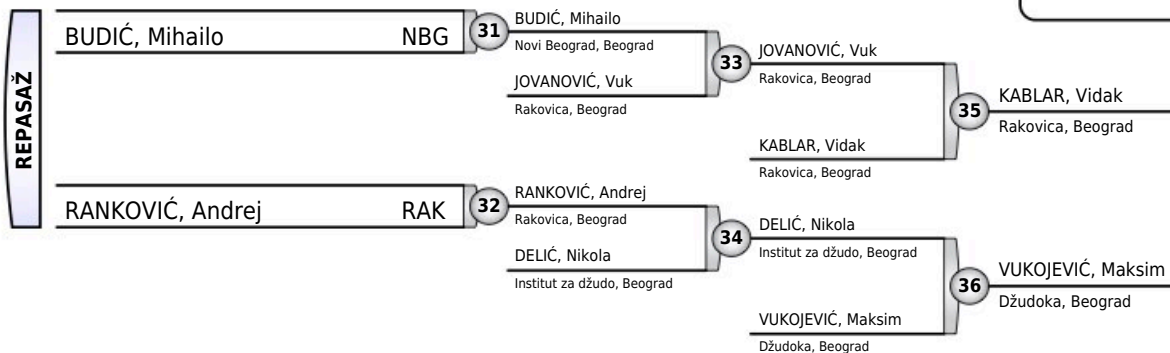 REPASAŽ
BUDIĆ, Mihailo NBG
31
BUDIĆ, Mihailo
Novi Beograd, Beograd
JOVANOVIĆ, Vuk
Rakovica, Beograd
33
JOVANOVIĆ, Vuk
Rakovica, Beograd
KABLAR, Vidak
Rakovica, Beograd
35
KABLAR, Vidak
Rakovica, Beograd
RANKOVIĆ, Andrej RAK
32
RANKOVIĆ, Andrej
Rakovica, Beograd
DELIĆ, Nikola
Institut za džudo, Beograd
34
DELIĆ, Nikola
Institut za džudo, Beograd
VUKOJEVIĆ, Maksim
Džudoka, Beograd
36
VUKOJEVIĆ, Maksim
Džudoka, Beograd